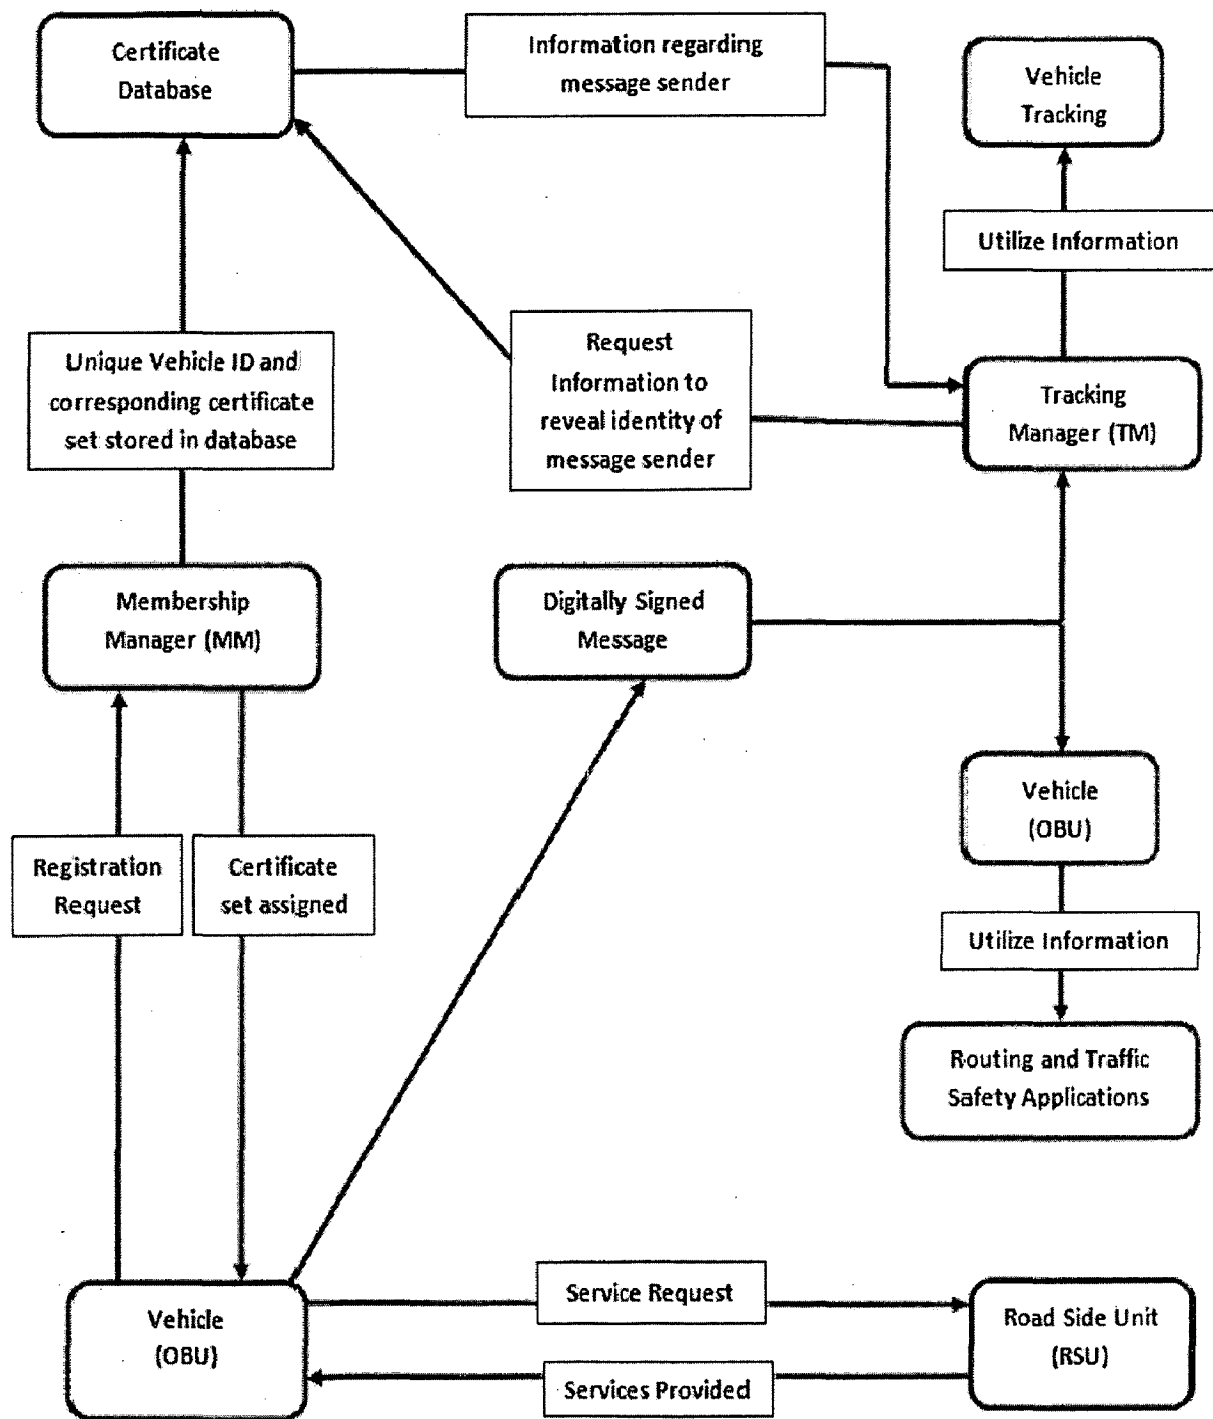 Certificate
Database
Information regarding
message sender
Vehicle
Tracking
Utilize Information
Request
Information to
reveal identity of
message sender
Unique Vehicle ID and
corresponding certificate
set stored in database
Tracking
Manager (TM)
Membership
Manager (MM)
Digitally Signed
Message
Vehicle
(OBU)
Registration
Request
Certificate
set assigned
Utilize Information
Routing and Traffic
Safety Applications
Vehicle
(OBU)
Service Request
Services Provided
Road Side Unit
(RSU)